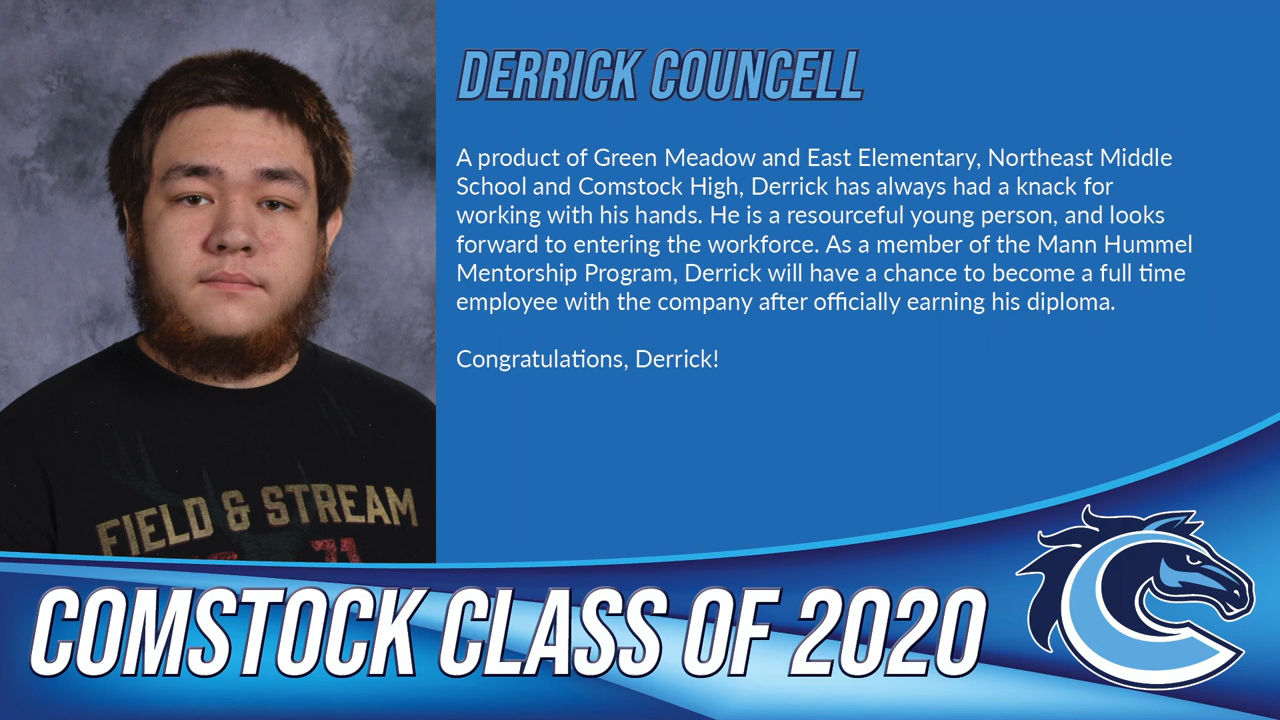 DERRICK COUNCELL
A product of Green Meadow and East Elementary, Northeast Middle
School and Comstock High, Derrick has always had a knack for
working with his hands. He is a resourceful young person, and looks
forward to entering the workforce. As a member of the Mann Hummel
Mentorship Program, Derrick will have a chance to become a full time
employee with the company after officially earning his diploma.
Congratulations, Derrick!
FIELD & STREAM
71
COMSTOCK CLASS OF 2020